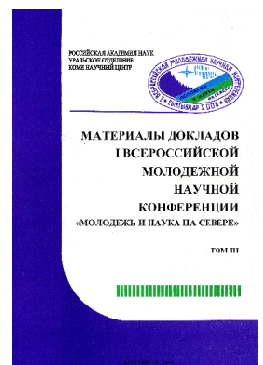 РОССИЙСКАЯ АКАДЕМИЯ НАУК
УРАЛЬСКОЕ ОТДЕЛЕНИЕ
КОМИ НАУЧНЫЙ ЦЕНТР
МАТЕРИАЛЫ ДОКЛАДОВ
I ВСЕРОССИЙСКОЙ
МОЛОДЕЖНОЙ
НАУЧНОЙ
КОНФЕРЕНЦИИ
«МОЛОДЕЖЬ И НАУКА НА СЕВЕРЕ»
ТОМ III